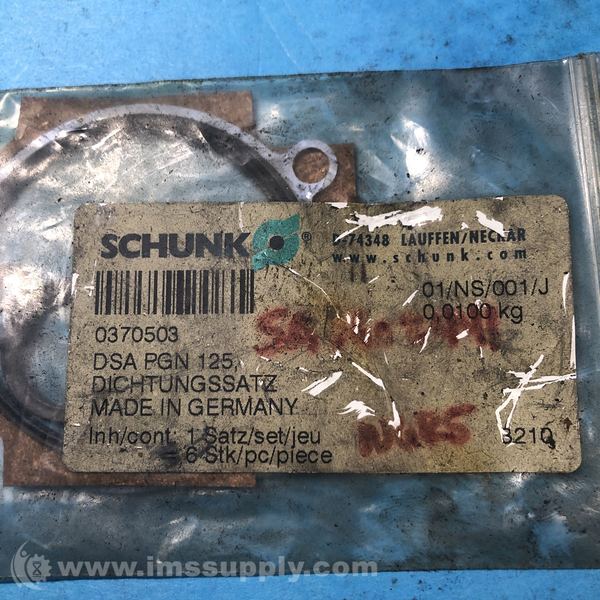 SCHUNK ®
D-74348 LAUFFEN/NECKAR
www.schunk.com
01/NS/001/J
0,0100 kg
0370503
DSA PGN 125,
DICHTUNGSSATZ
MADE IN GERMANY
Inh/cont: 1 Satz/set/jeu
= 6 Stk/pc/piece
3210
www.imssupply.com